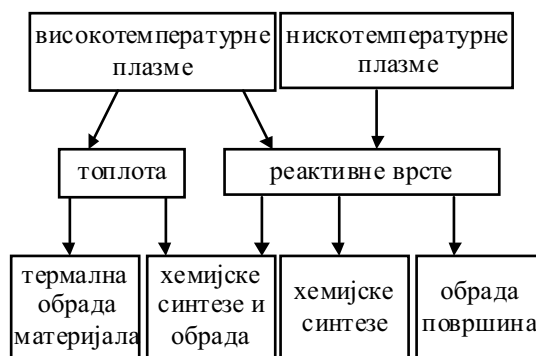 високотемпературне
плазме
нискотемпературне
плазме
топлота
реактивне врсте
термална
обрада
материјала
хемијске
синтезе и
обрада
хемијске
синтезе
обрада
површина